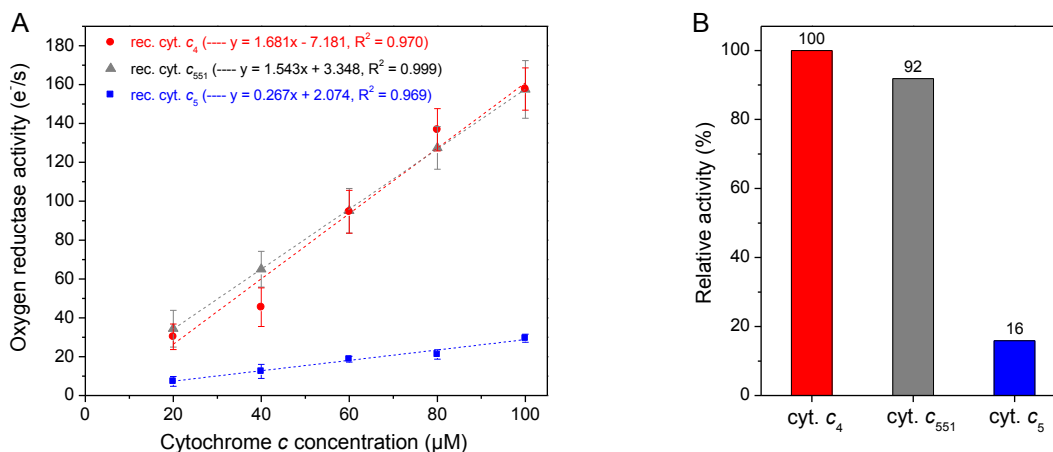 A
rec. cyt. c₄ (---- y = 1.681x - 7.181, R² = 0.970)
rec. cyt. c₅₅₁ (---- y = 1.543x + 3.348, R² = 0.999)
rec. cyt. c₅ (---- y = 0.267x + 2.074, R² = 0.969)
Oxygen reductase activity (e⁻/s)
180
160
140
120
100
80
60
40
20
0
0 20 40 60 80 100
Cytochrome c concentration (µM)
B
Relative activity (%)
100
80
60
40
20
0
100
92
16
cyt. c₄ cyt. c₅₅₁ cyt. c₅